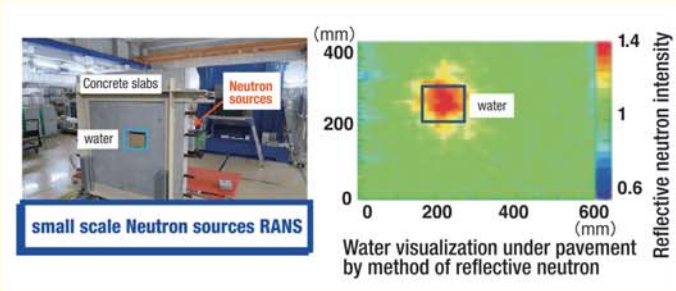 Concrete slabs
Neutron
sources
water
small scale Neutron sources RANS
(mm)
400
200
0
0 200 400 600
(mm)
water
1.4
1
0.6
Reflective neutron intensity
Water visualization under pavement
by method of reflective neutron